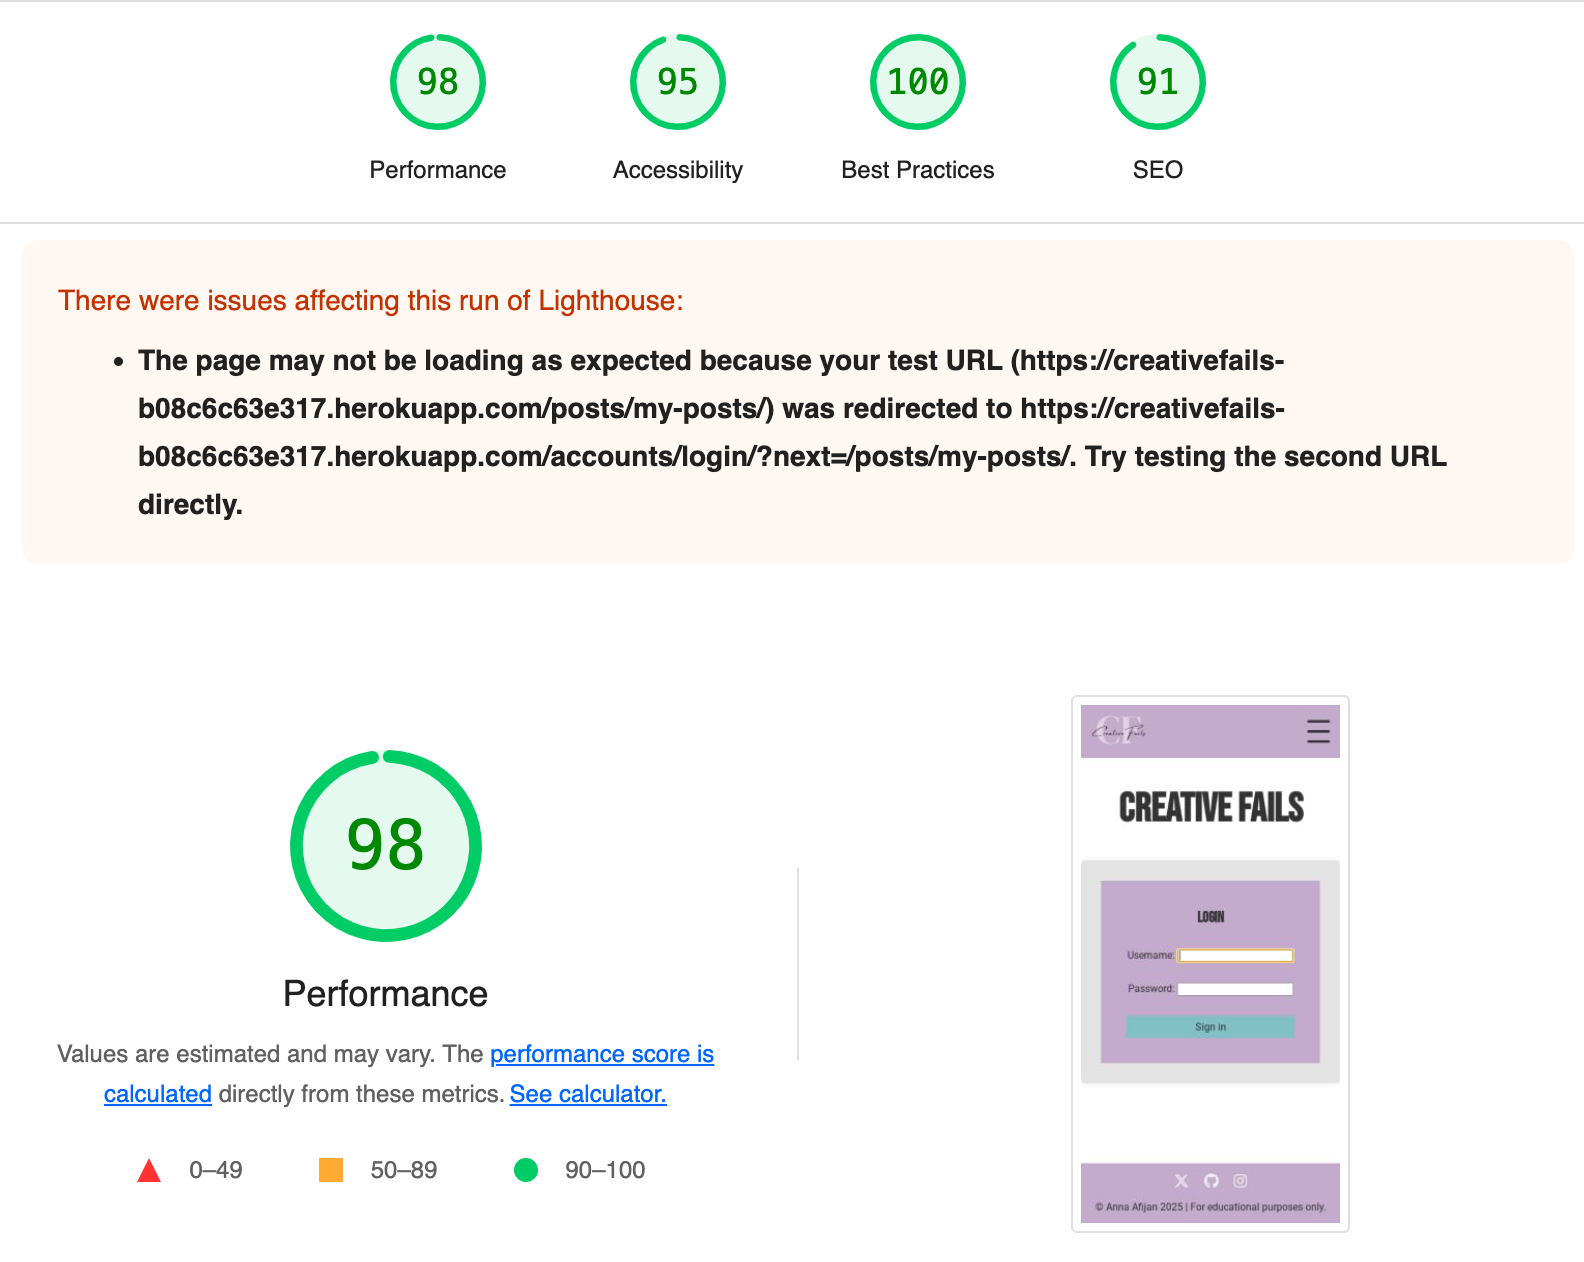 98
95
100
91
Performance
Accessibility
Best Practices
SEO
There were issues affecting this run of Lighthouse:
• The page may not be loading as expected because your test URL (https://creativefails-
b08c6c63e317.herokuapp.com/posts/my-posts/) was redirected to https://creativefails-
b08c6c63e317.herokuapp.com/accounts/login/?next=/posts/my-posts/. Try testing the second URL
directly.
98
Performance
Values are estimated and may vary. The performance score is
calculated directly from these metrics. See calculator.
0–49
50–89
90–100
CF
Creative Fails
CREATIVE FAILS
LOGIN
Username:
Password:
Sign in
© Anna Afijan 2025 | For educational purposes only.